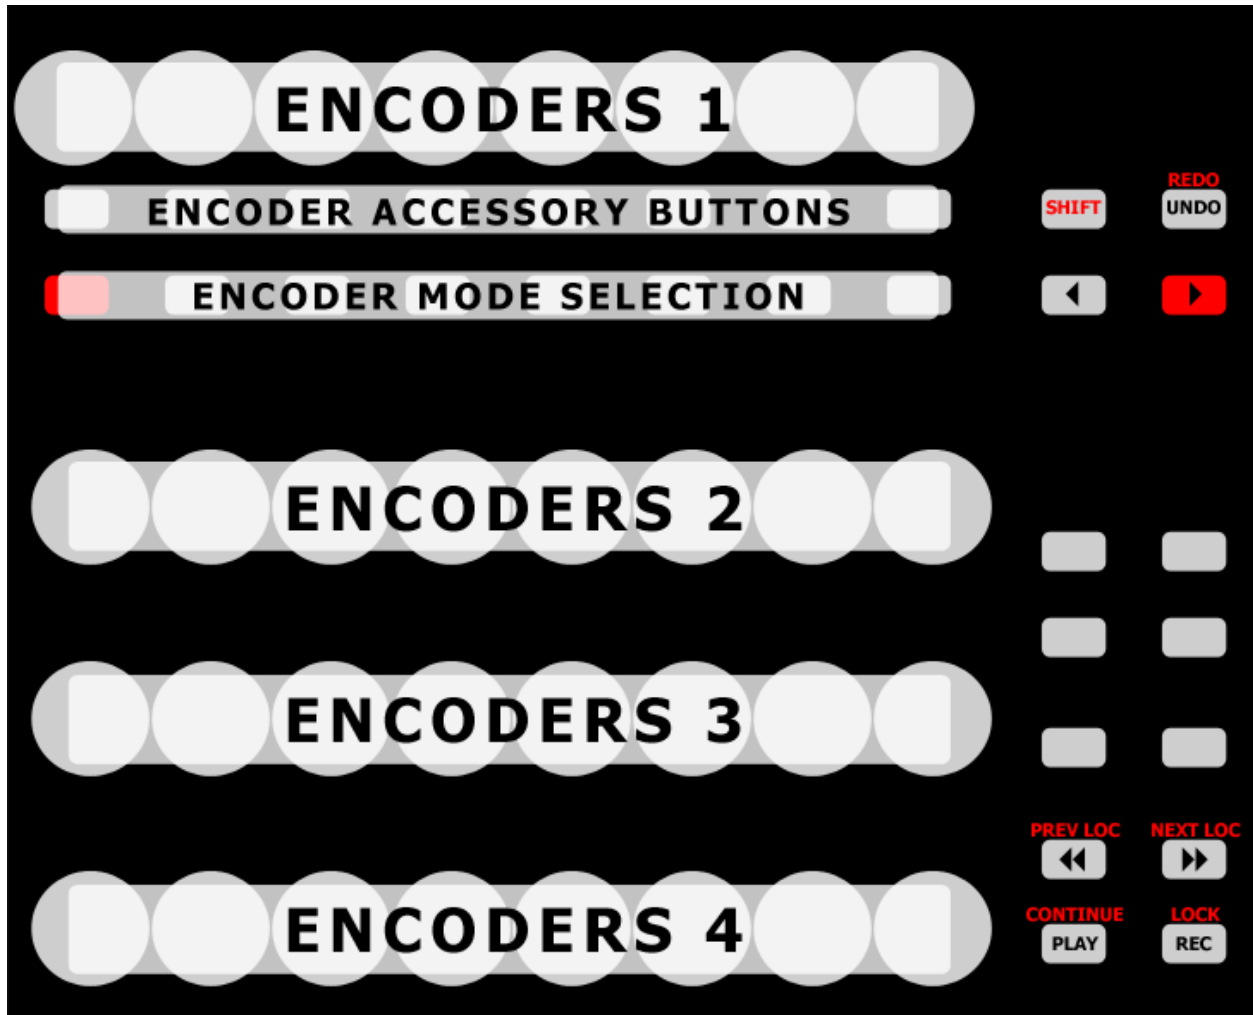 ENCODERS 1
REDO
ENCODER ACCESSORY BUTTONS
SHIFT
UNDO
ENCODER MODE SELECTION
ENCODERS 2
ENCODERS 3
PREV LOC
NEXT LOC
ENCODERS 4
CONTINUE
LOCK
PLAY
REC